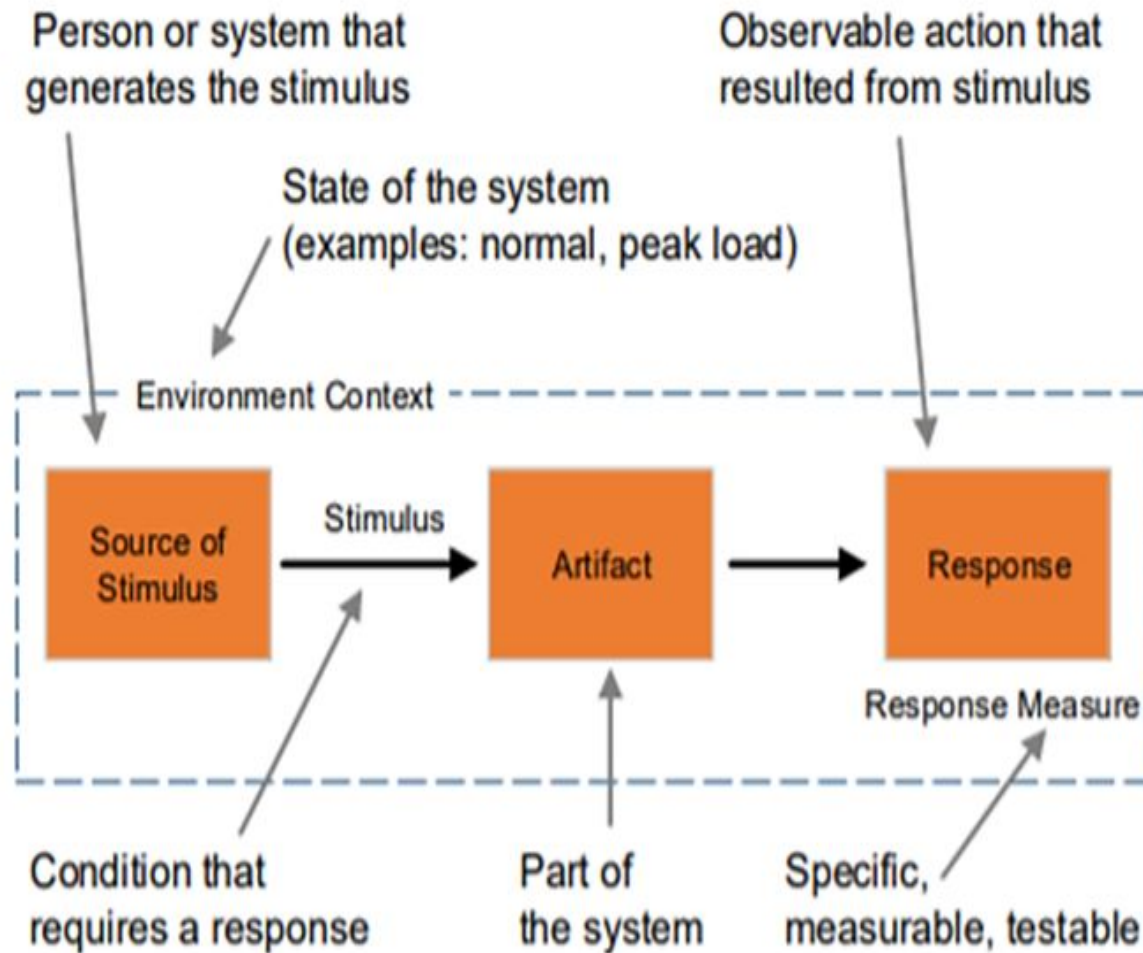 Person or system that
generates the stimulus
Observable action that
resulted from stimulus
State of the system
(examples: normal, peak load)
Environment Context
Source of
Stimulus
Stimulus
Artifact
Response
Response Measure
Condition that
requires a response
Part of
the system
Specific,
measurable, testable